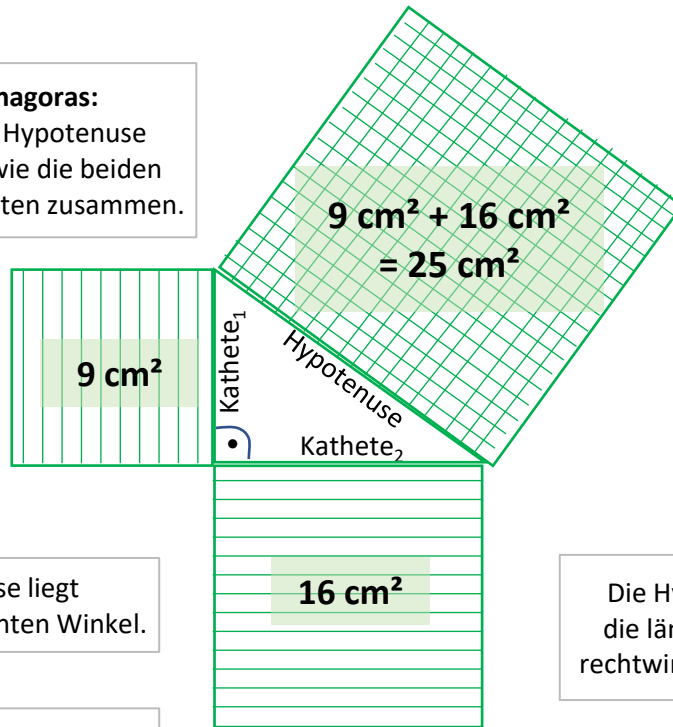 nagoras:
Hypotenuse
wie die beiden
ten zusammen.
9 cm² + 16 cm²
= 25 cm²
9 cm²
Kathete₁
Hypotenuse
Kathete₂
16 cm²
se liegt
nten Winkel.
Die H
die lä
rechtwi